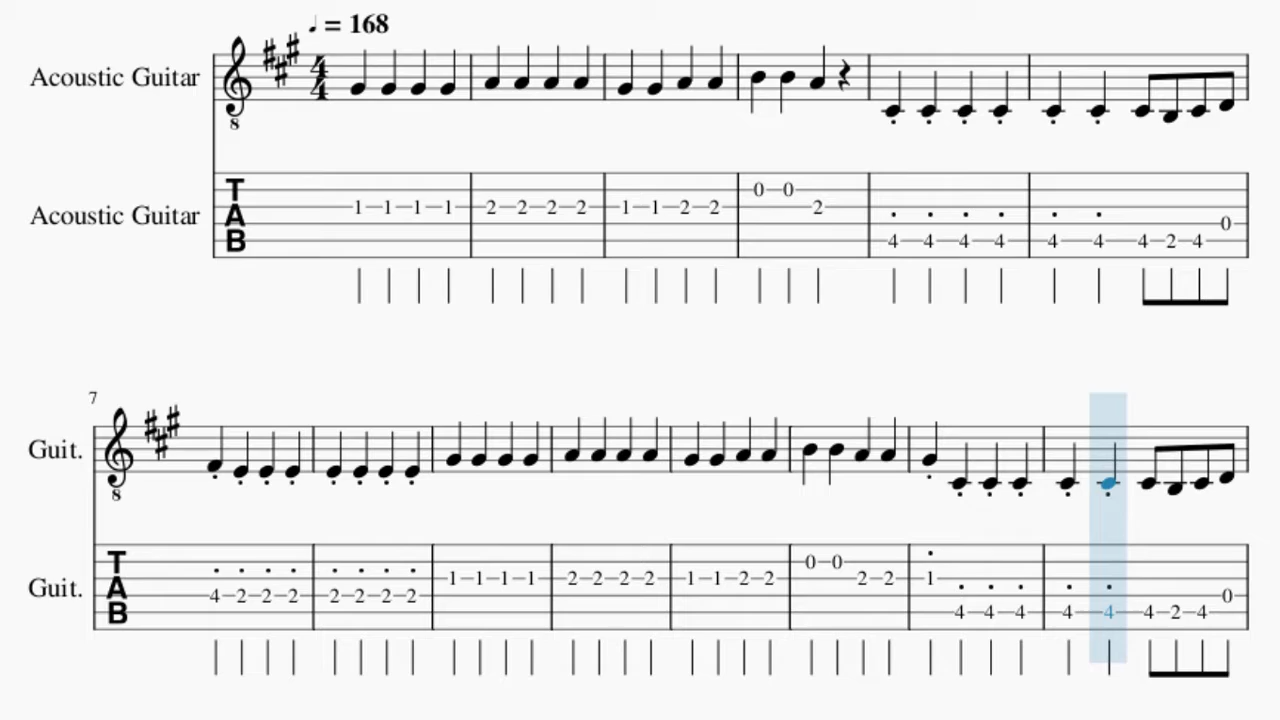 ♩ = 168
Acoustic Guitar
4
4
8
Acoustic Guitar
T
A
B
1 1 1 1 2 2 2 2 1 1 2 2 0 0 2 4 4 4 4 4 4 4 2 4 0
7
Guit.
8
Guit.
T
A
B
4 2 2 2 2 2 2 2 1 1 1 1 2 2 2 2 1 1 2 2 0 0 2 2 1 4 4 4 4 4 4 2 4 0